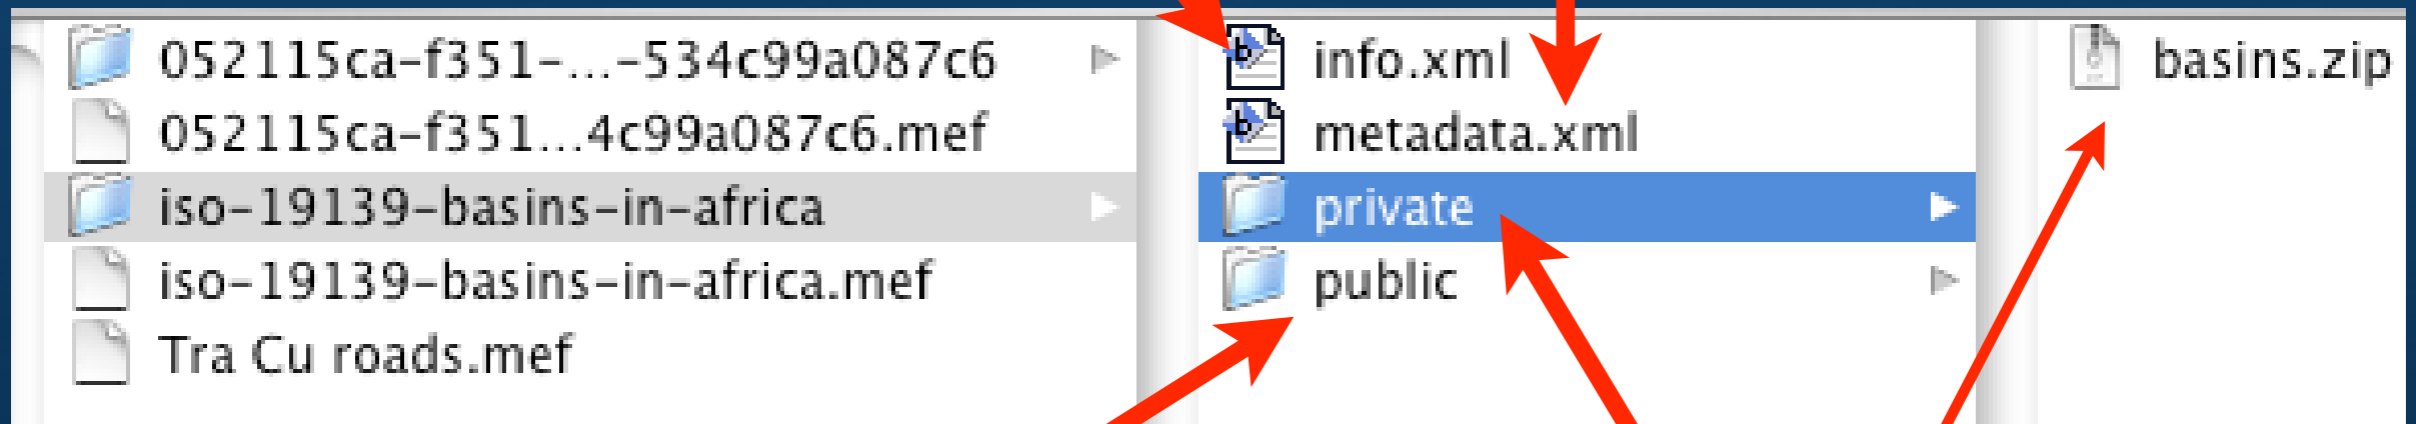 052115ca-f351-...-534c99a087c6
052115ca-f351...4c99a087c6.mef
iso-19139-basins-in-africa
iso-19139-basins-in-africa.mef
Tra Cu roads.mef
info.xml
metadata.xml
private
public
basins.zip